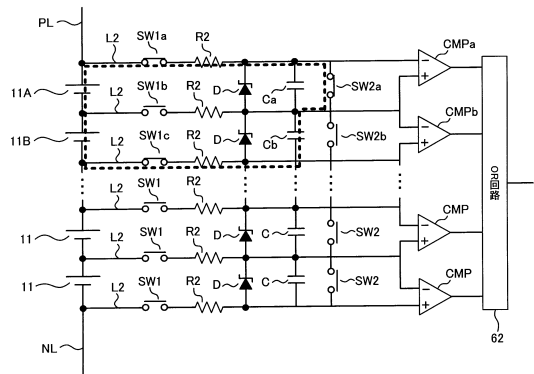 PL
L2 SW1a R2
CMPa
11A
L2 SW1b R2 D Ca SW2a
CMPb
11B
L2 SW1c R2 D Cb SW2b
OR回路
L2 SW1 R2
CMP
11
L2 SW1 R2 D C SW2
CMP
11
L2 SW1 R2 D C SW2
NL
62